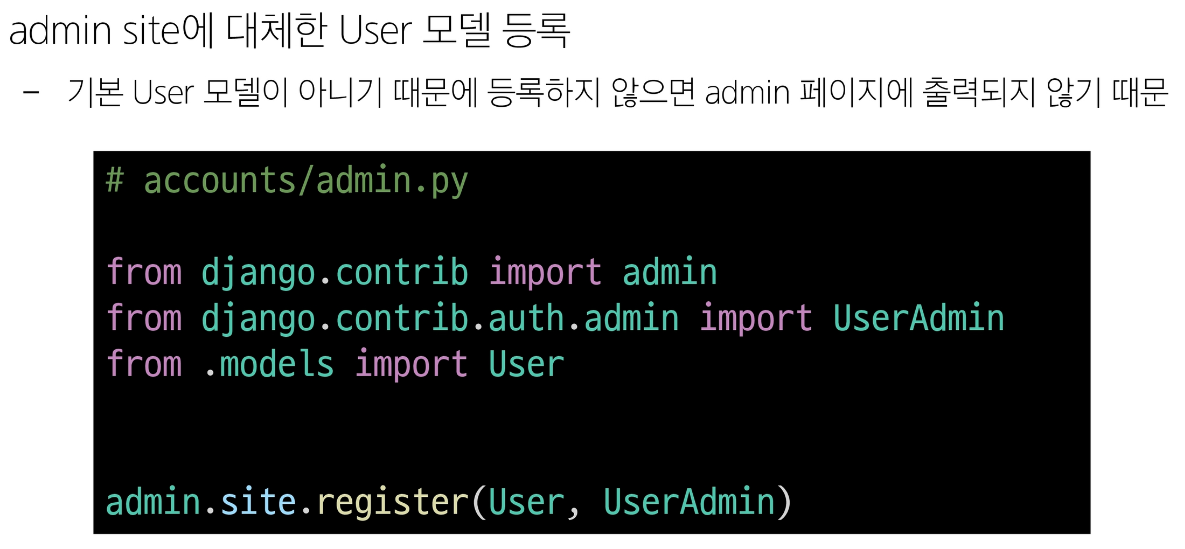 admin site에 대체한 User 모델 등록
– 기본 User 모델이 아니기 때문에 등록하지 않으면 admin 페이지에 출력되지 않기 때문
# accounts/admin.py
from django.contrib import admin
from django.contrib.auth.admin import UserAdmin
from .models import User
admin.site.register(User, UserAdmin)